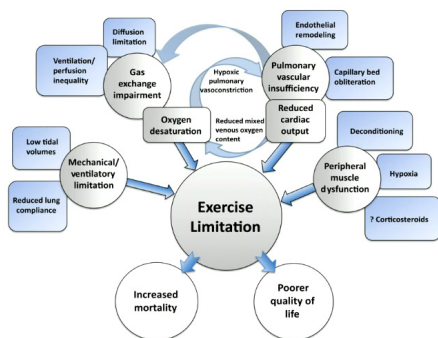 Endothelial
remodeling
Diffusion
limitation
Ventilation/
perfusion
inequality
Gas
exchange
impairment
Hypoxic pulmonary
vasoconstriction
Pulmonary
vascular
insufficiency
Capillary bed
obliteration
Oxygen
desaturation
Reduced mixed
venous oxygen
content
Reduced
cardiac
output
Low tidal
volumes
Mechanical/
ventilatory
limitation
Reduced lung
compliance
Deconditioning
Peripheral
muscle
dysfunction
Hypoxia
? Corticosteroids
Exercise
Limitation
Increased
mortality
Poorer
quality of
life